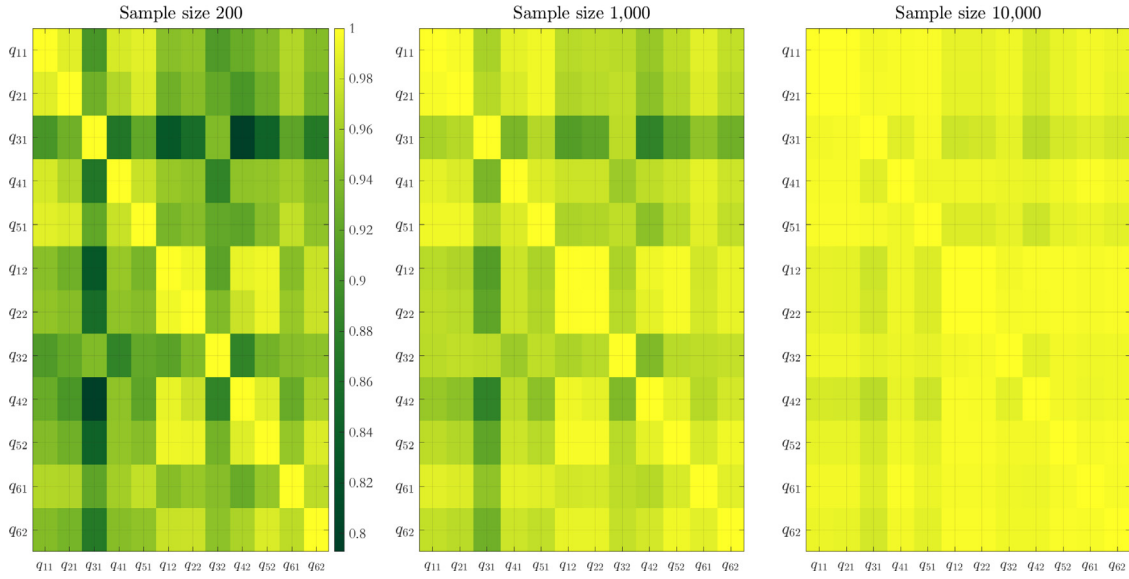 Sample size 200
Sample size 1,000
Sample size 10,000
q11
q21
q31
q41
q51
q12
q22
q32
q42
q52
q61
q62
q11 q21 q31 q41 q51 q12 q22 q32 q42 q52 q61 q62
1
0.98
0.96
0.94
0.92
0.9
0.88
0.86
0.84
0.82
0.8
q11
q21
q31
q41
q51
q12
q22
q32
q42
q52
q61
q62
q11 q21 q31 q41 q51 q12 q22 q32 q42 q52 q61 q62
q11
q21
q31
q41
q51
q12
q22
q32
q42
q52
q61
q62
q11 q21 q31 q41 q51 q12 q22 q32 q42 q52 q61 q62